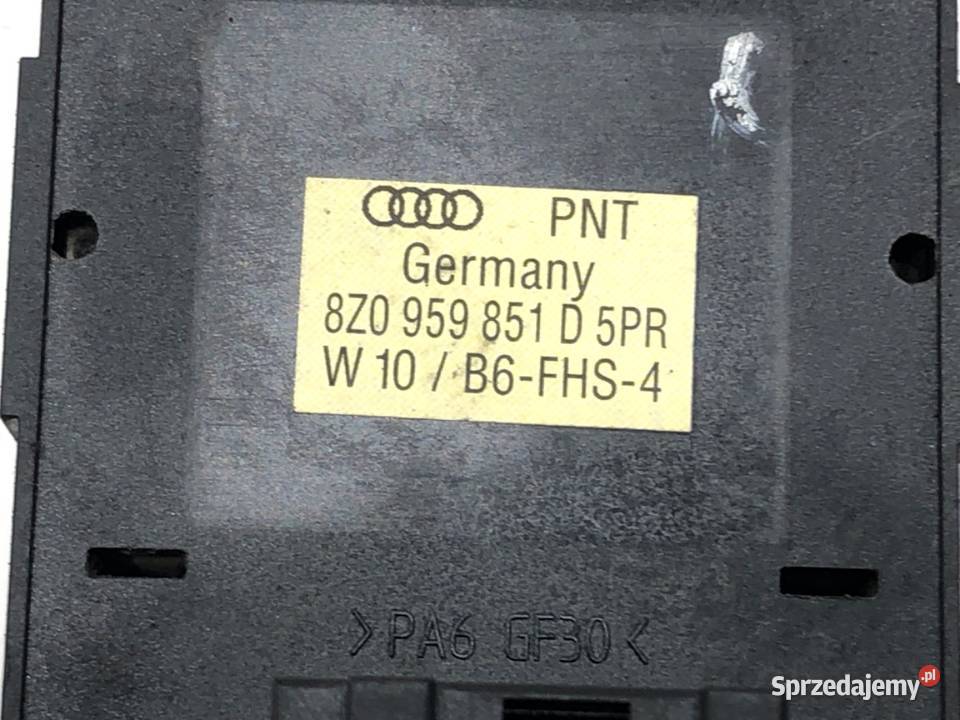 PNT
Germany
8Z0 959 851 D 5PR
W 10 / B6-FHS-4
>PA6 GF30<
Sprzedajemy.pl